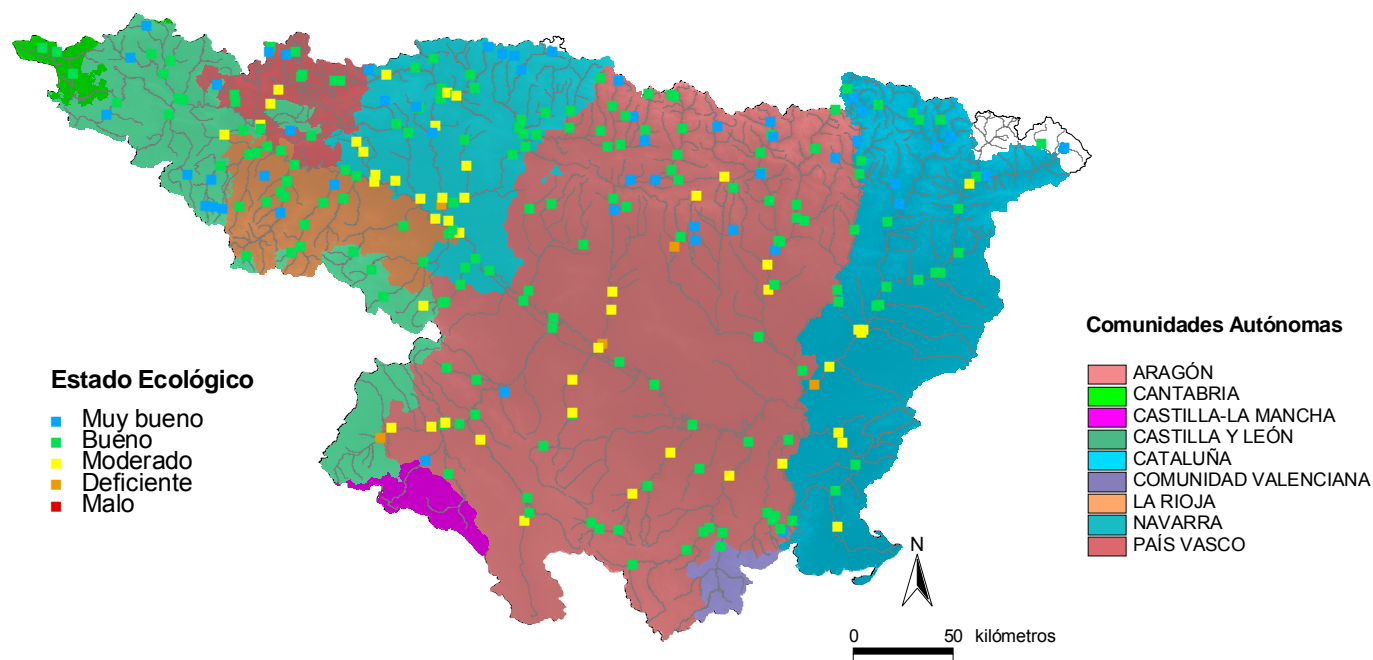 Estado Ecológico
Muy bueno
Bueno
Moderado
Deficiente
Malo
Comunidades Autónomas
ARAGÓN
CANTABRIA
CASTILLA-LA MANCHA
CASTILLA Y LEÓN
CATALUÑA
COMUNIDAD VALENCIANA
LA RIOJA
NAVARRA
PAÍS VASCO
N
0 50 kilómetros